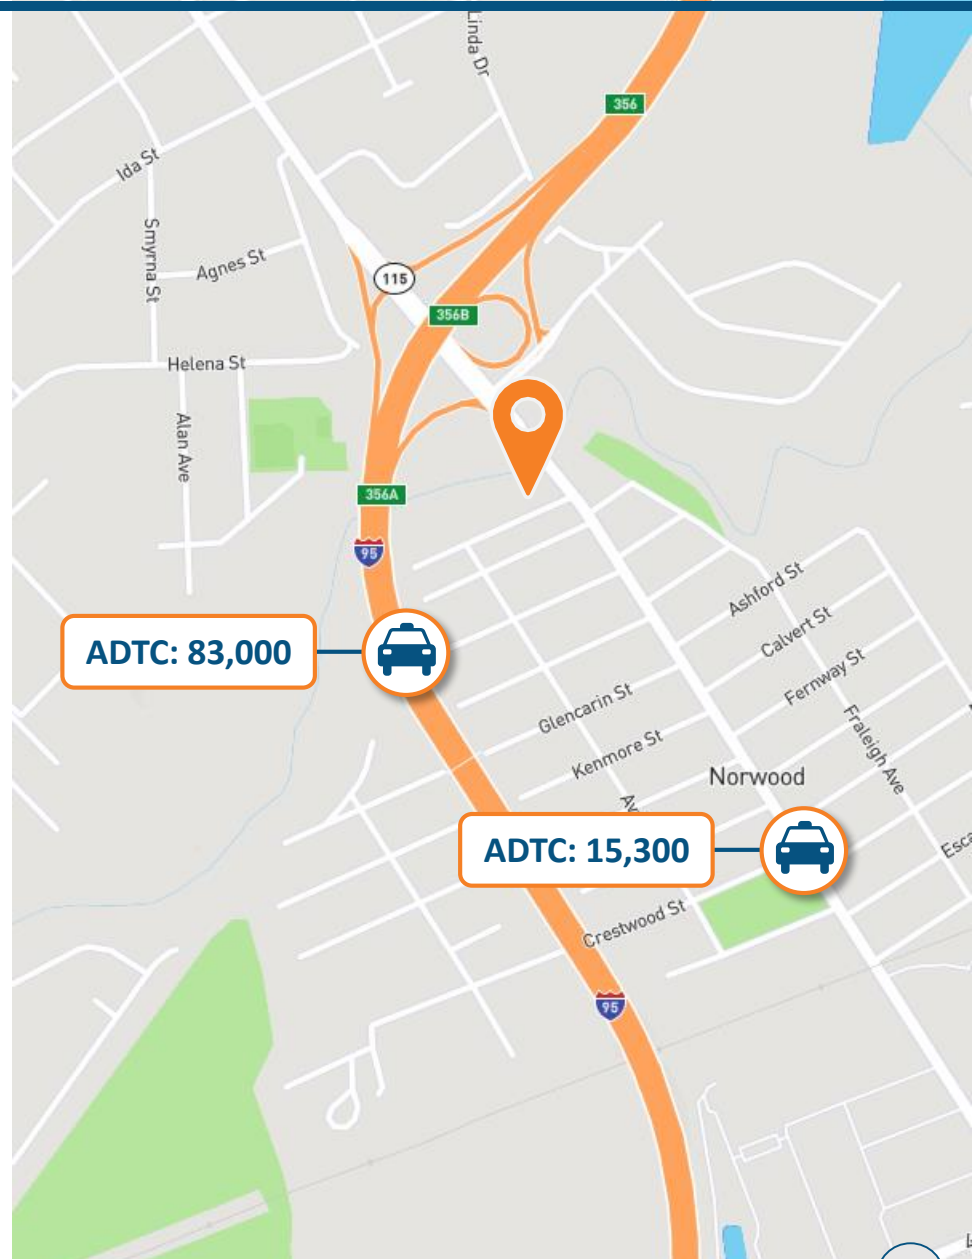 Linda Dr
356
Ida St
Smyrna St
Agnes St
115
356B
Helena St
Alan Ave
356A
95
Ashford St
Calvert St
ADTC: 83,000
Fernway St
Glencarin St
Fraleigh Ave
Kenmore St
Norwood
ADTC: 15,300
Crestwood St
95